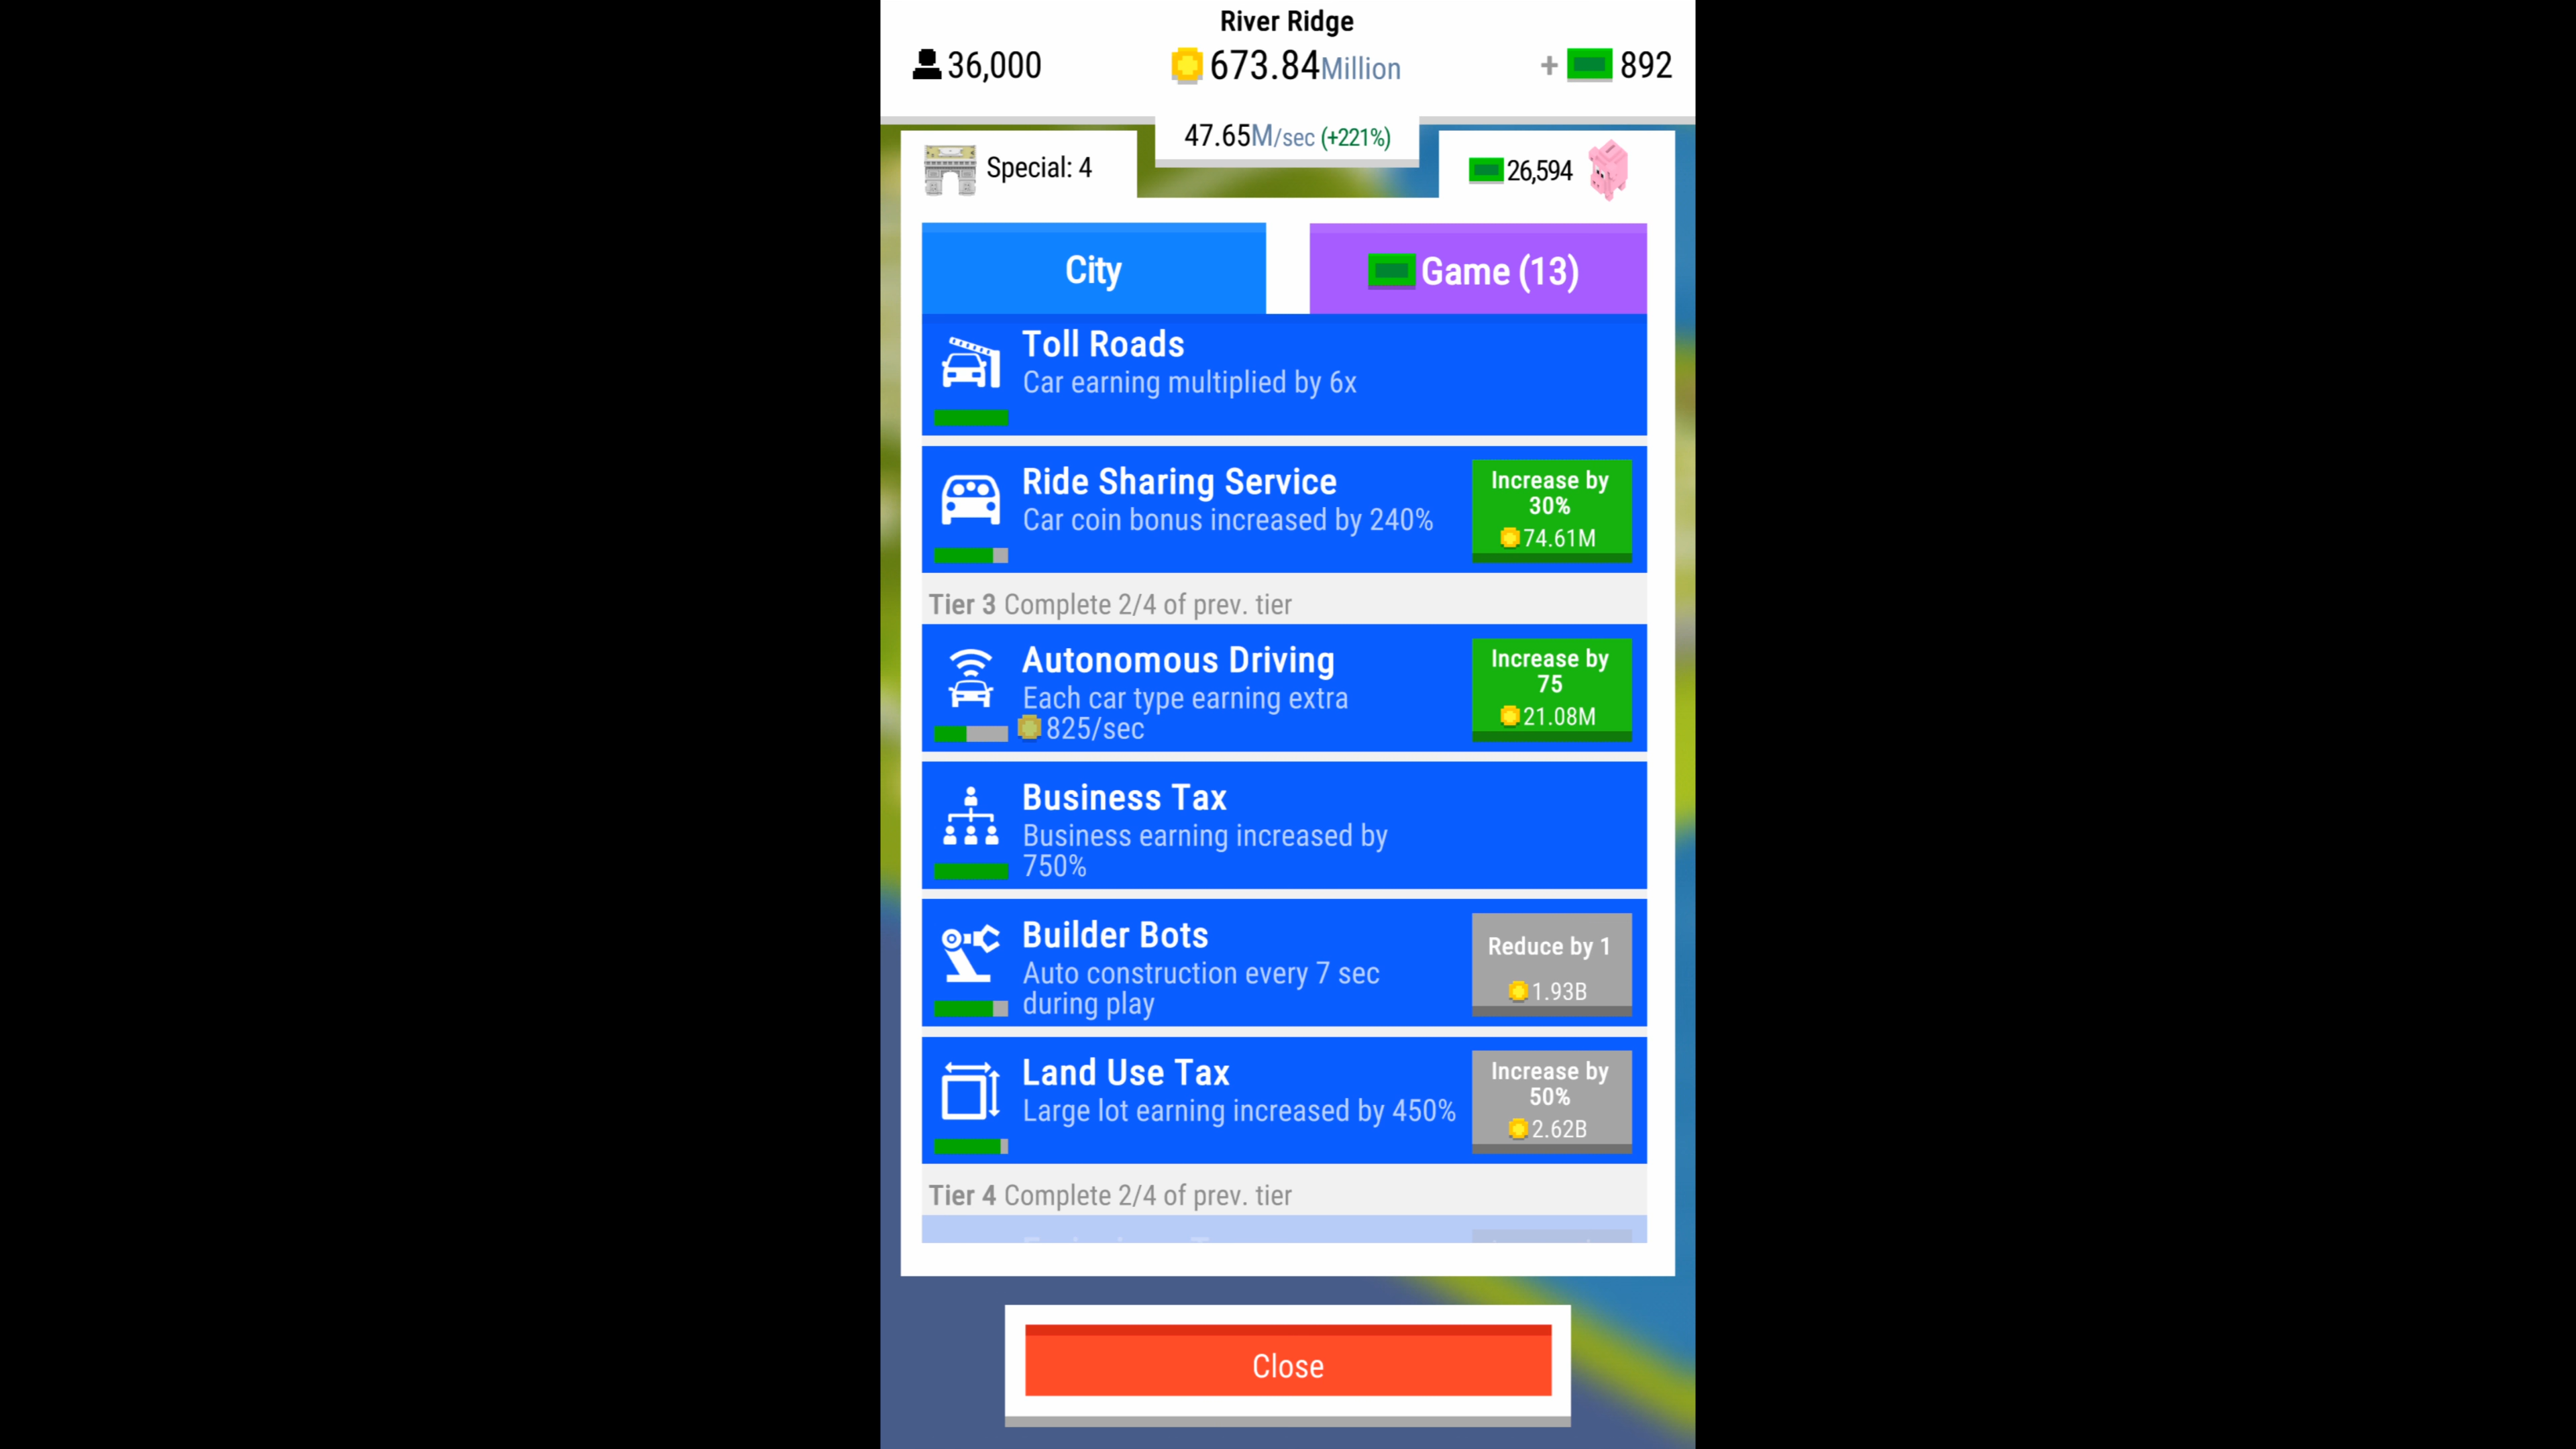 River Ridge
36,000
673.84Million
+ 892
47.65M/sec (+221%)
Special: 4
26,594
City
Game (13)
Toll Roads
Car earning multiplied by 6x
Ride Sharing Service
Car coin bonus increased by 240%
Increase by
30%
74.61M
Tier 3 Complete 2/4 of prev. tier
Autonomous Driving
Each car type earning extra
825/sec
Increase by
75
21.08M
Business Tax
Business earning increased by
750%
Builder Bots
Auto construction every 7 sec
during play
Reduce by 1
1.93B
Land Use Tax
Large lot earning increased by 450%
Increase by
50%
2.62B
Tier 4 Complete 2/4 of prev. tier
Close